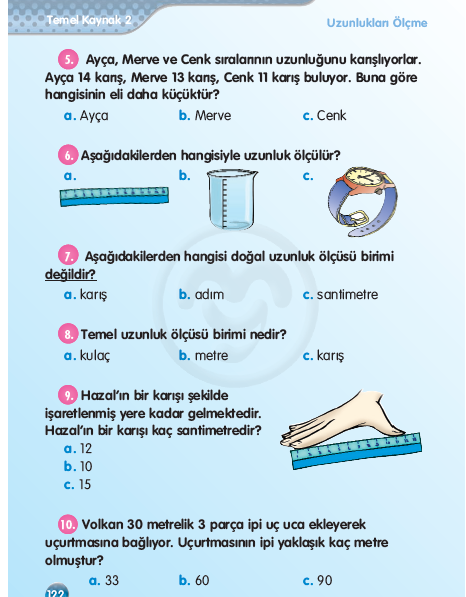 Temel Kaynak 2
Uzunlukları Ölçme
5. Ayça, Merve ve Cenk sıralarının uzunluğunu karışlıyorlar.
Ayça 14 karış, Merve 13 karış, Cenk 11 karış buluyor. Buna göre
hangisinin eli daha küçüktür?
a. Ayça b. Merve c. Cenk
6. Aşağıdakilerden hangisiyle uzunluk ölçülür?
a. b. c.
7. Aşağıdakilerden hangisi doğal uzunluk ölçüsü birimi
değildir?
a. karış b. adım c. santimetre
8. Temel uzunluk ölçüsü birimi nedir?
a. kulaç b. metre c. karış
9. Hazal’ın bir karışı şekilde
işaretlenmiş yere kadar gelmektedir.
Hazal’ın bir karışı kaç santimetredir?
a. 12
b. 10
c. 15
10. Volkan 30 metrelik 3 parça ipi uç uca ekleyerek
uçurtmasına bağlıyor. Uçurtmasının ipi yaklaşık kaç metre
olmuştur?
a. 33 b. 60 c. 90
122